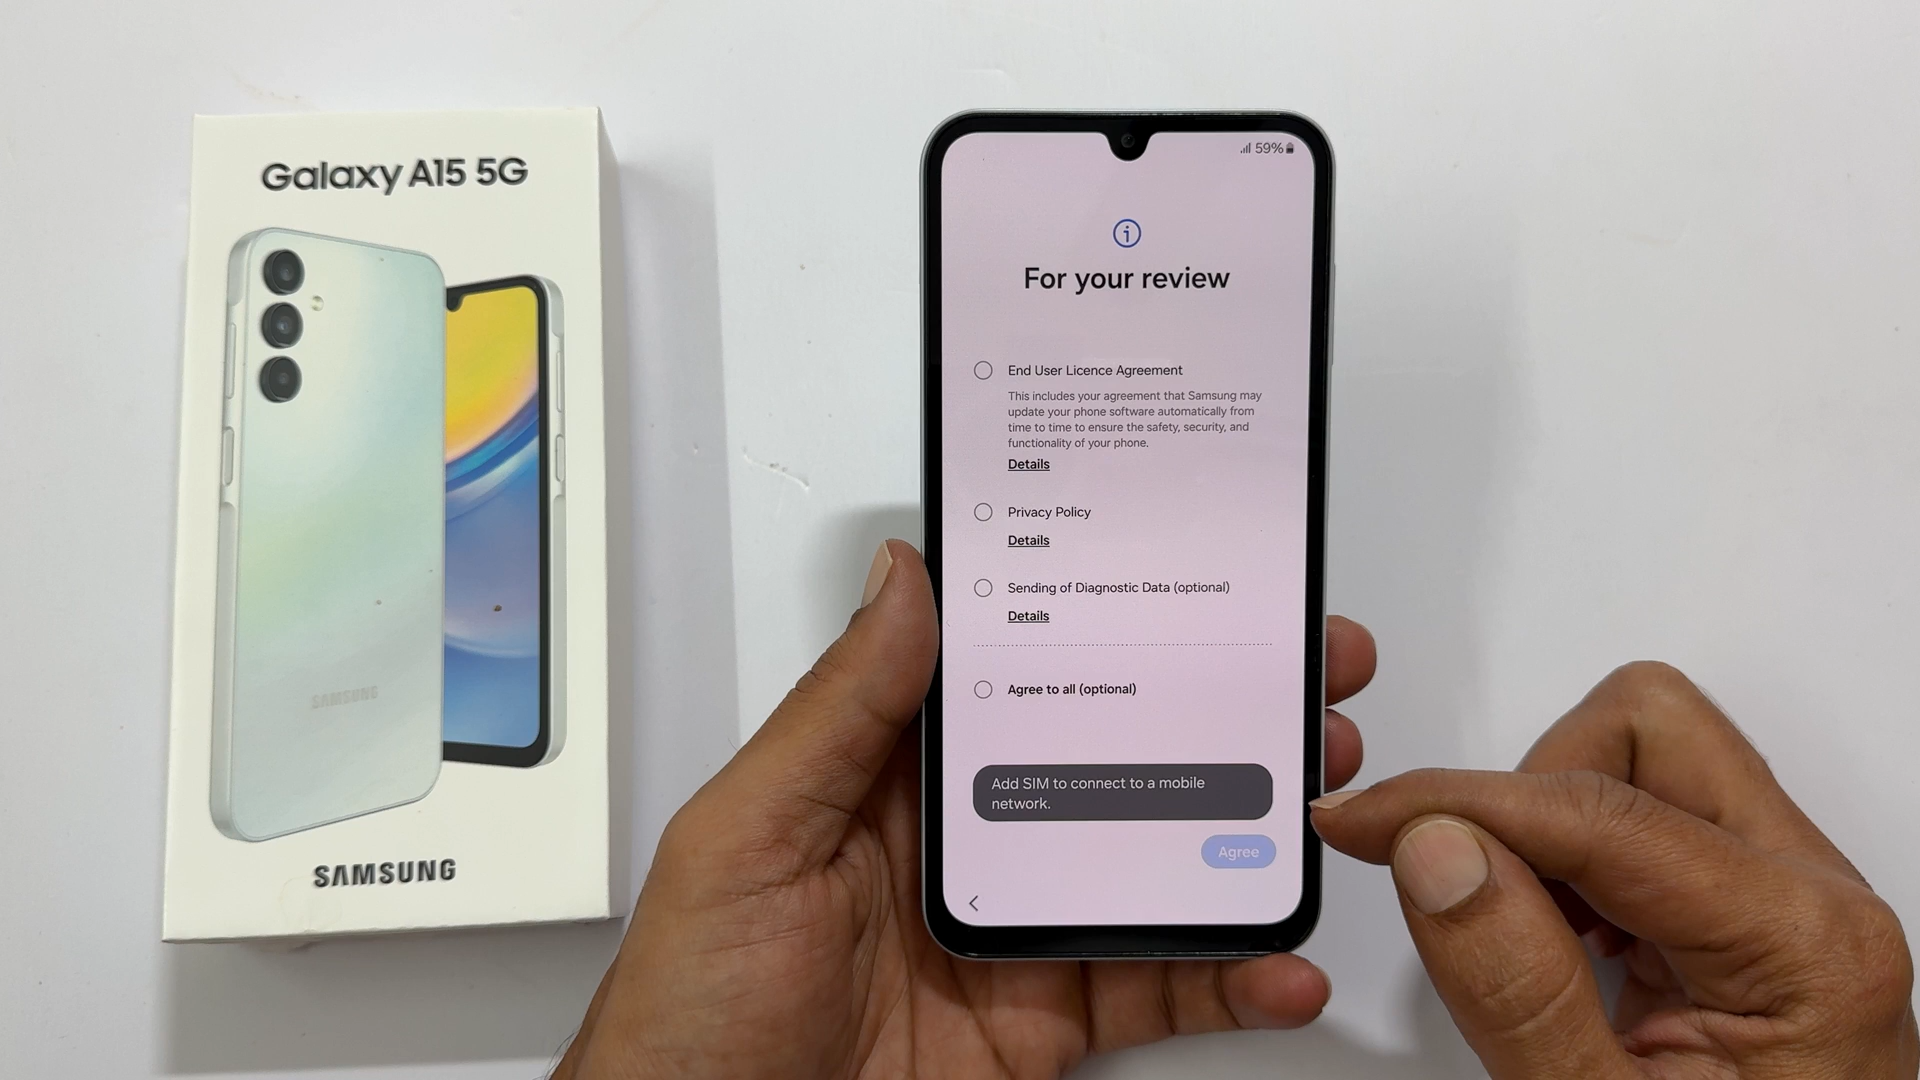 Galaxy A15 5G
SAMSUNG
SAMSUNG
59%
For your review
End User Licence Agreement
This includes your agreement that Samsung may
update your phone software automatically from
time to time to ensure the safety, security, and
functionality of your phone.
Details
Privacy Policy
Details
Sending of Diagnostic Data (optional)
Details
Agree to all (optional)
Add SIM to connect to a mobile
network.
Agree